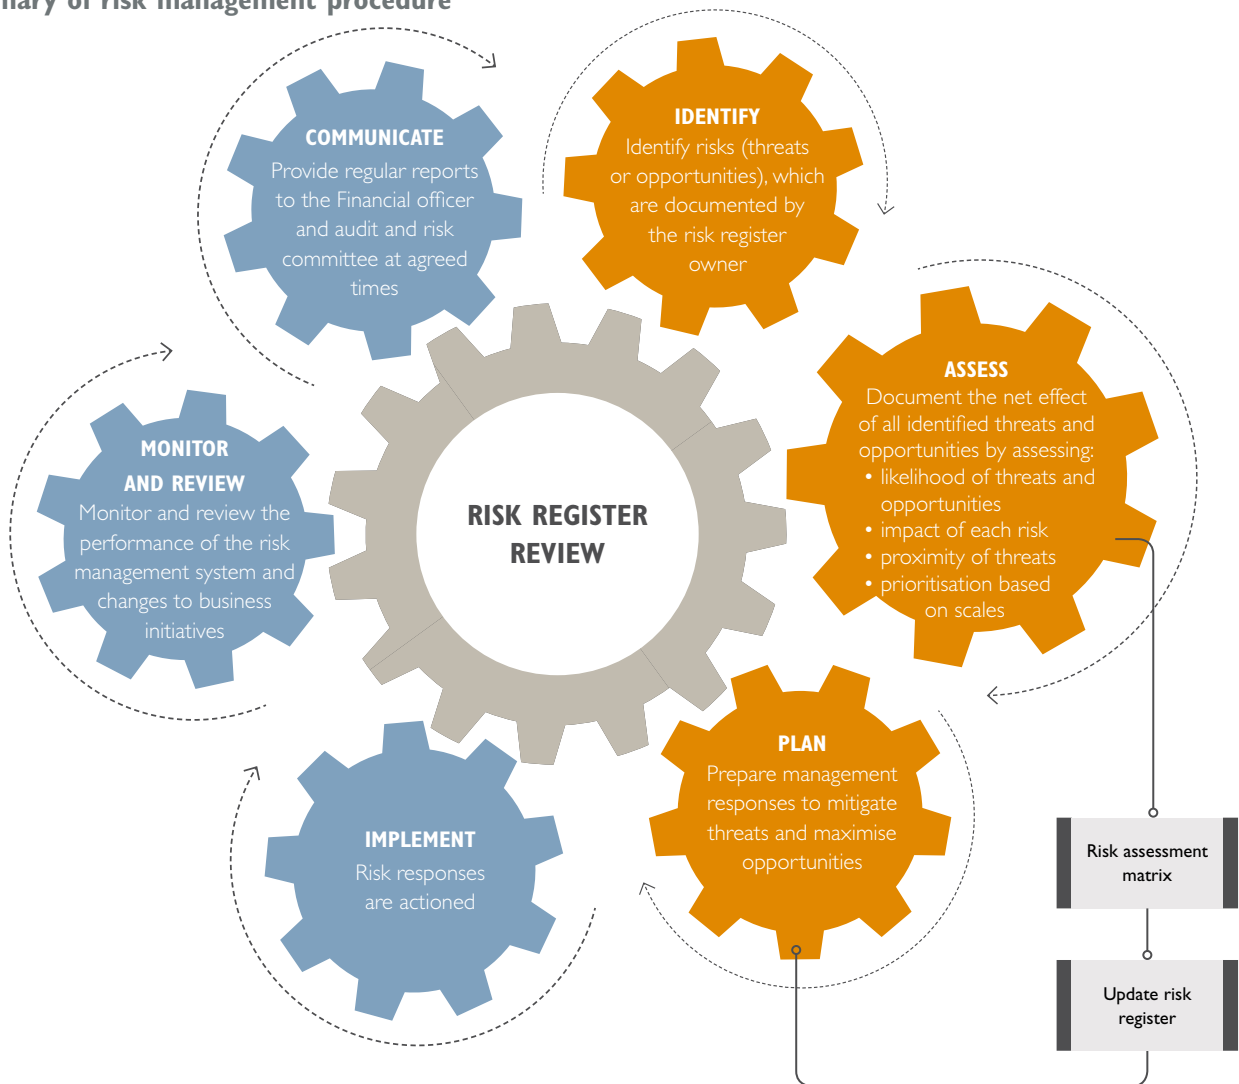 mary of risk management procedure
COMMUNICATE
Provide regular reports
to the Financial officer
and audit and risk
committee at agreed
times
IDENTIFY
Identify risks (threats
or opportunities), which
are documented by
the risk register
owner
ASSESS
Document the net effect
of all identified threats and
opportunities by assessing:
• likelihood of threats and
opportunities
• impact of each risk
• proximity of threats
• prioritisation based
on scales
MONITOR
AND REVIEW
Monitor and review the
performance of the risk
management system and
changes to business
initiatives
RISK REGISTER
REVIEW
PLAN
Prepare management
responses to mitigate
threats and maximise
opportunities
IMPLEMENT
Risk responses
are actioned
Risk assessment
matrix
Update risk
register